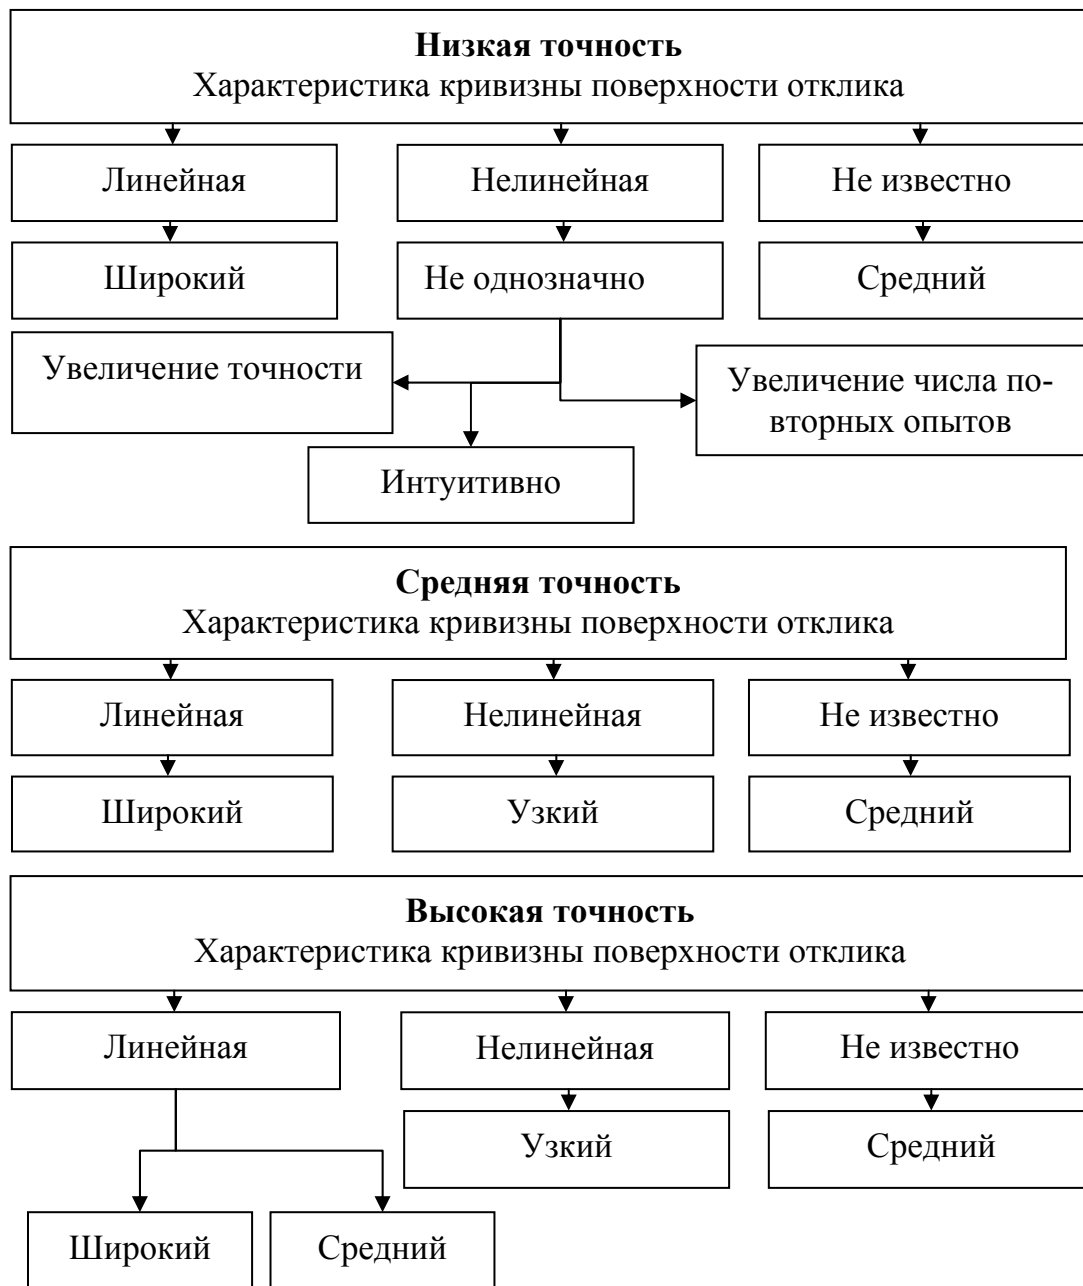 Низкая точность
Характеристика кривизны поверхности отклика
Линейная
Нелинейная
Не известно
Широкий
Не однозначно
Средний
Увеличение точности
Увеличение числа по-
вторных опытов
Интуитивно
Средняя точность
Характеристика кривизны поверхности отклика
Линейная
Нелинейная
Не известно
Широкий
Узкий
Средний
Высокая точность
Характеристика кривизны поверхности отклика
Линейная
Нелинейная
Не известно
Узкий
Средний
Широкий
Средний